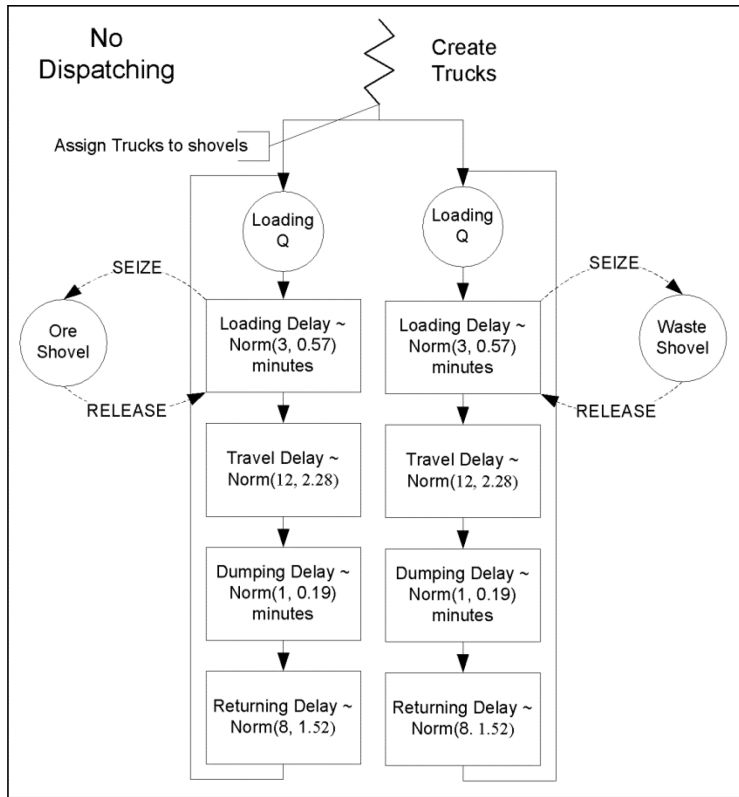 No
Dispatching
Create
Trucks
Assign Trucks to shovels
Loading
Q
Loading
Q
SEIZE
SEIZE
Ore
Shovel
Loading Delay ~
Norm(3, 0.57)
minutes
Loading Delay ~
Norm(3, 0.57)
minutes
Waste
Shovel
RELEASE
RELEASE
Travel Delay ~
Norm(12, 2.28)
Travel Delay ~
Norm(12, 2.28)
Dumping Delay ~
Norm(1, 0.19)
minutes
Dumping Delay ~
Norm(1, 0.19)
minutes
Returning Delay ~
Norm(8, 1.52)
Returning Delay ~
Norm(8. 1.52)